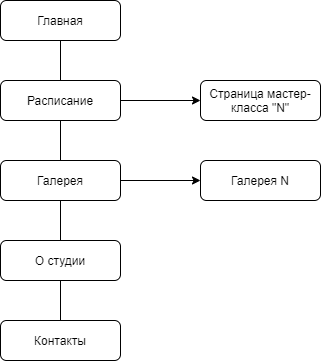 Главная
Расписание
Страница мастер-
класса "N"
Галерея
Галерея N
О студии
Контакты